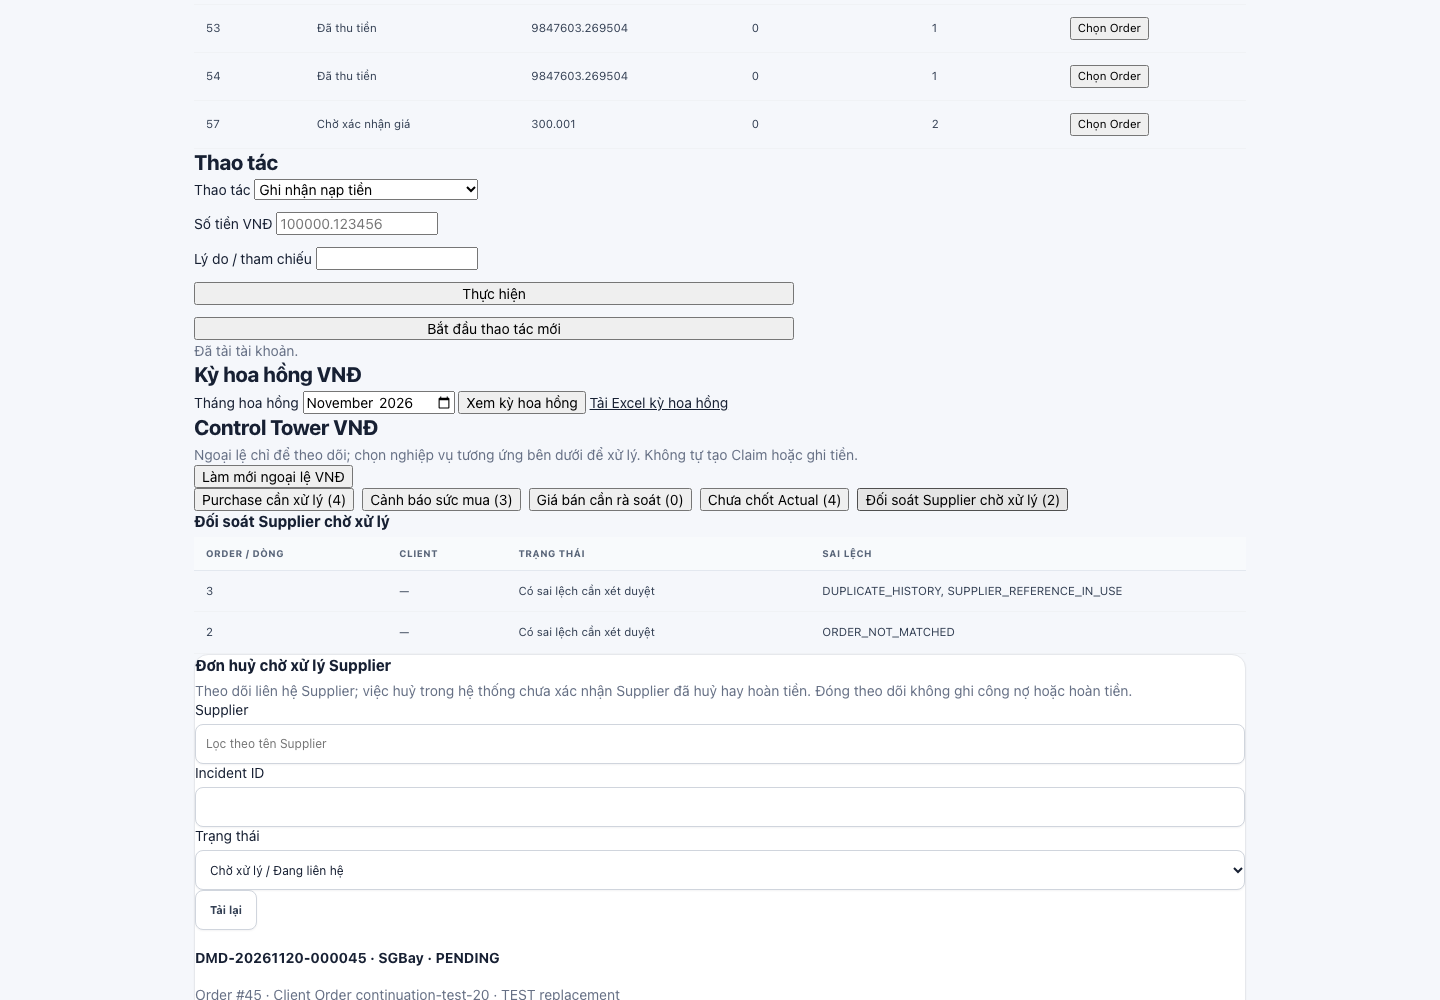 53 Đã thu tiền 9847603.269504 0 1 Chọn Order
54 Đã thu tiền 9847603.269504 0 1 Chọn Order
57 Chờ xác nhận giá 300.001 0 2 Chọn Order
Thao tác
Thao tác Ghi nhận nạp tiền
Số tiền VNĐ 100000.123456
Lý do / tham chiếu
Thực hiện
Bắt đầu thao tác mới
Đã tải tài khoản.
Kỳ hoa hồng VNĐ
Tháng hoa hồng November 2026 Xem kỳ hoa hồng Tải Excel kỳ hoa hồng
Control Tower VNĐ
Ngoại lệ chỉ để theo dõi; chọn nghiệp vụ tương ứng bên dưới để xử lý. Không tự tạo Claim hoặc ghi tiền.
Làm mới ngoại lệ VNĐ
Purchase cần xử lý (4) Cảnh báo sức mua (3) Giá bán cần rà soát (0) Chưa chốt Actual (4) Đối soát Supplier chờ xử lý (2)
Đối soát Supplier chờ xử lý
ORDER / DÒNG CLIENT TRẠNG THÁI SAI LỆCH
3 — Có sai lệch cần xét duyệt DUPLICATE_HISTORY, SUPPLIER_REFERENCE_IN_USE
2 — Có sai lệch cần xét duyệt ORDER_NOT_MATCHED
Đơn huỷ chờ xử lý Supplier
Theo dõi liên hệ Supplier; việc huỷ trong hệ thống chưa xác nhận Supplier đã huỷ hay hoàn tiền. Đóng theo dõi không ghi công nợ hoặc hoàn tiền.
Supplier
Lọc theo tên Supplier
Incident ID
Trạng thái
Chờ xử lý / Đang liên hệ
Tải lại
DMD-20261120-000045 · SGBay · PENDING
Order #45 · Client Order continuation-test-20 · TEST replacement